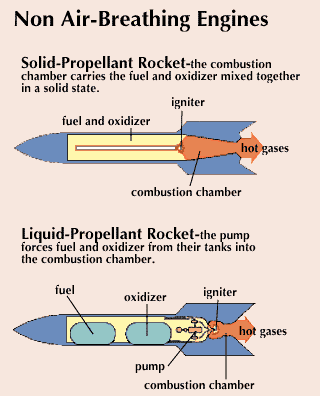 Non Air-Breathing Engines
Solid-Propellant Rocket-the combustion
chamber carries the fuel and oxidizer mixed together
in a solid state.
igniter
fuel and oxidizer
hot gases
combustion chamber
Liquid-Propellant Rocket-the pump
forces fuel and oxidizer from their tanks into
the combustion chamber.
fuel
oxidizer
igniter
hot gases
pump
combustion chamber